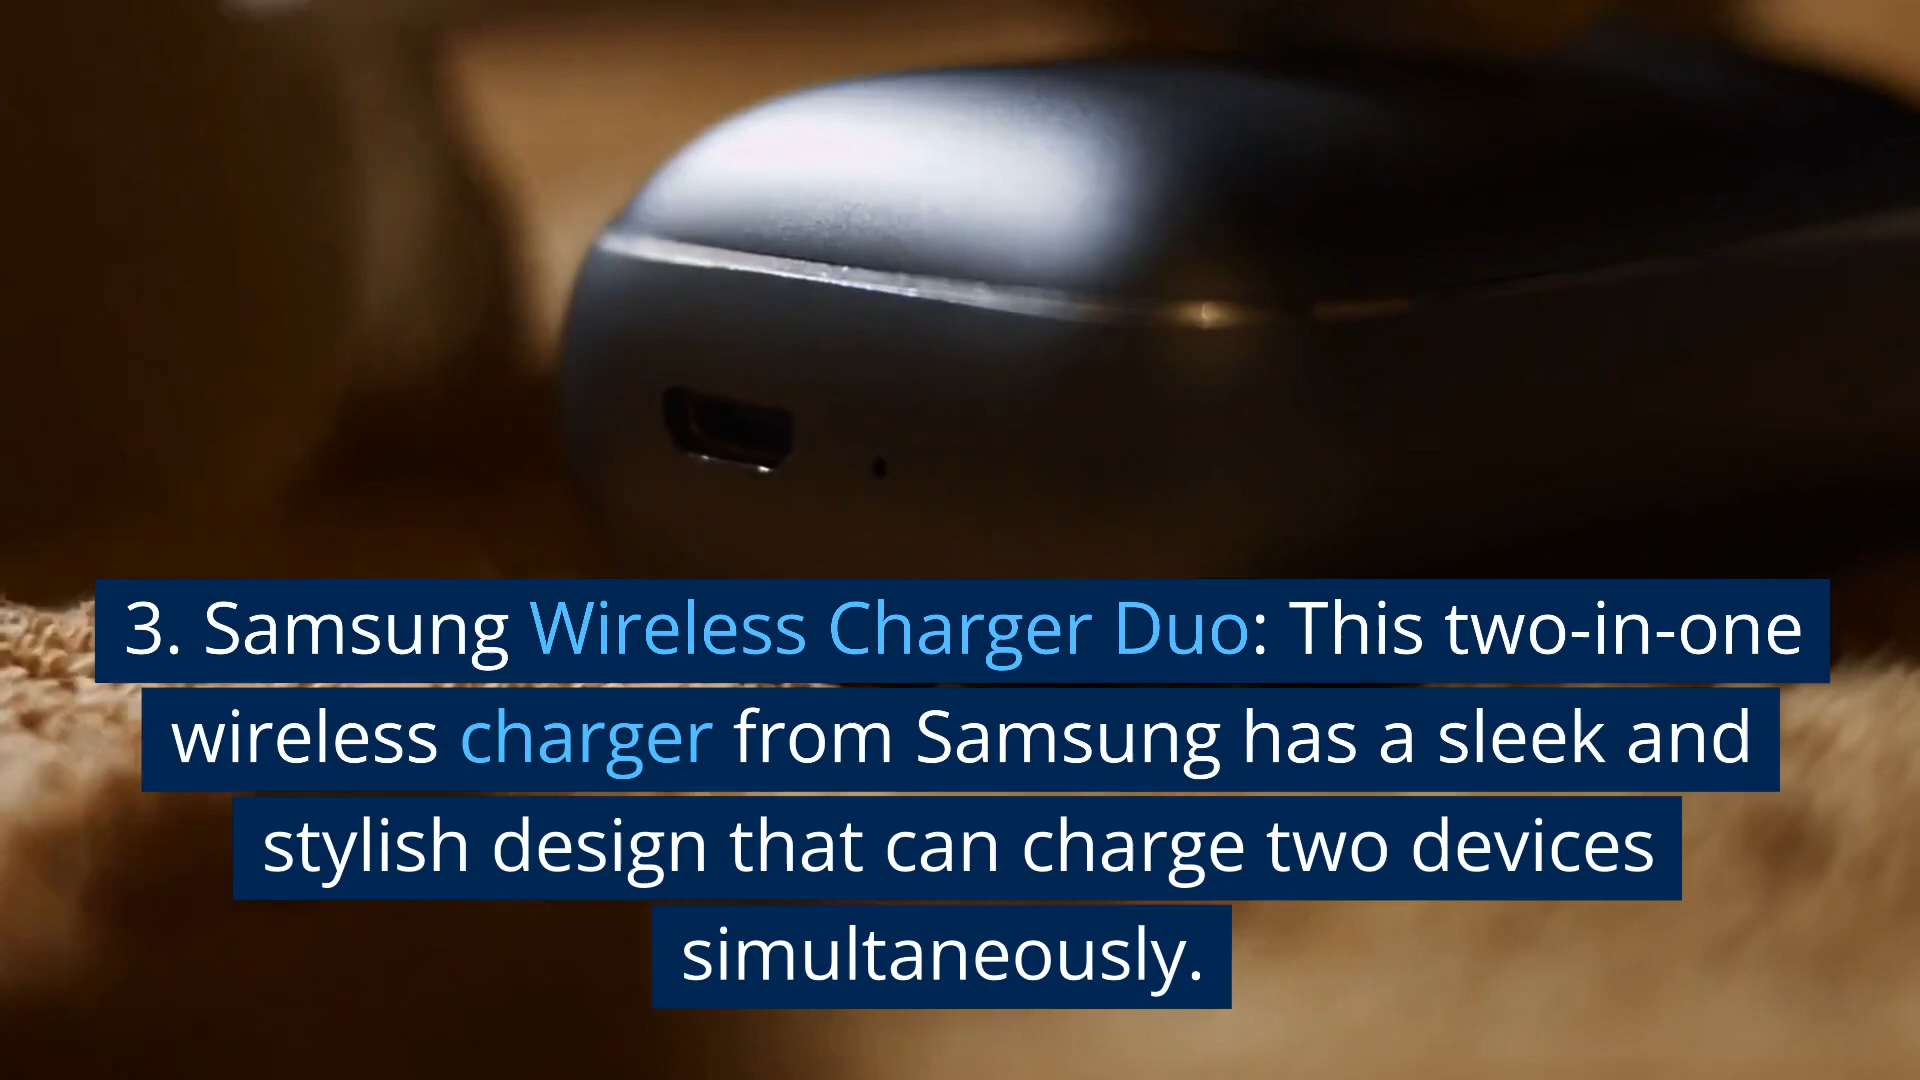 3. Samsung Wireless Charger Duo: This two-in-one
wireless charger from Samsung has a sleek and
stylish design that can charge two devices
simultaneously.